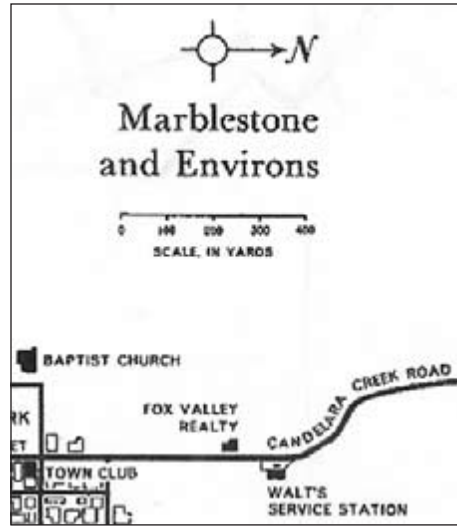 N
Marblestone
and Environs
0 100 200 300 400
SCALE, IN YARDS
BAPTIST CHURCH
RK
FOX VALLEY
REALTY
CANDELARA CREEK ROAD
ET
TOWN CLUB
WALT'S
SERVICE STATION